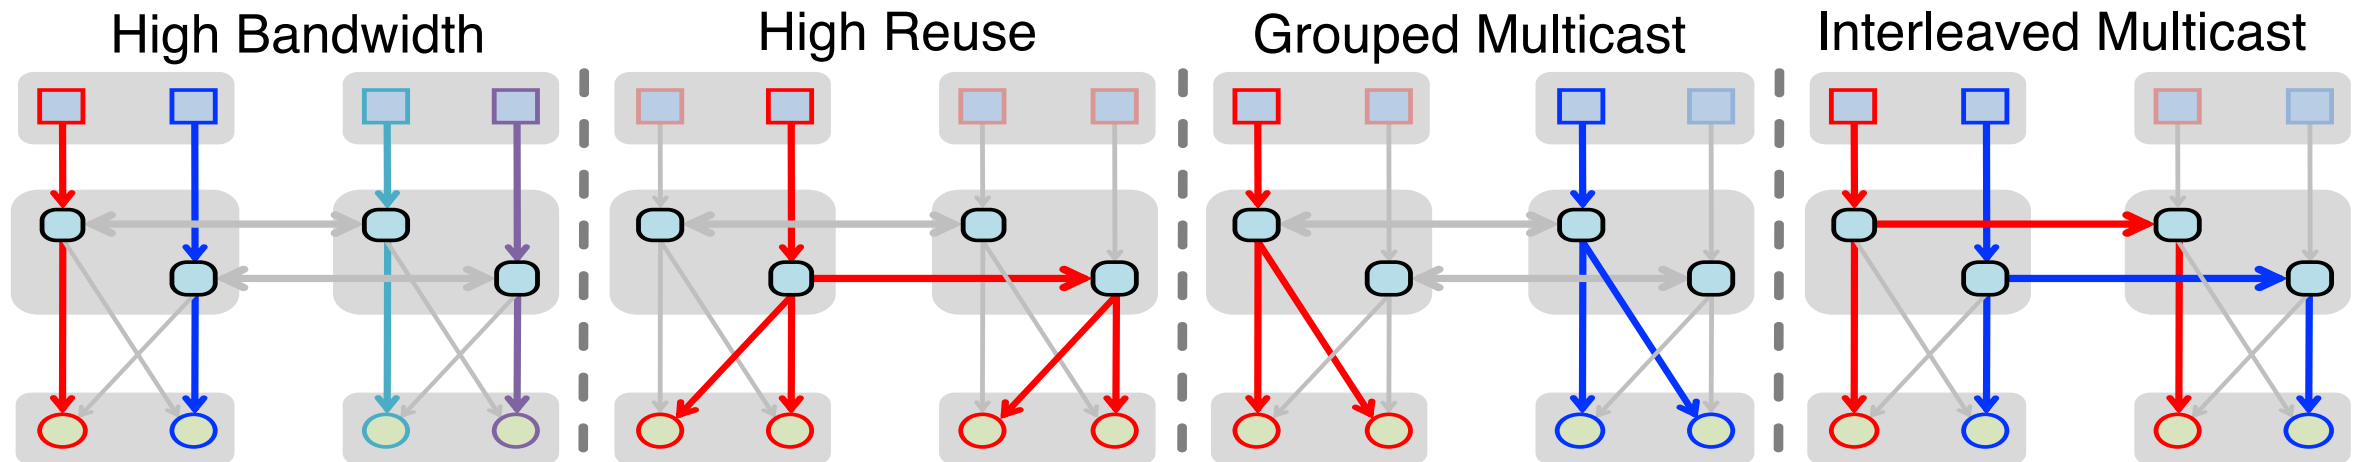 High Bandwidth
High Reuse
Grouped Multicast
Interleaved Multicast